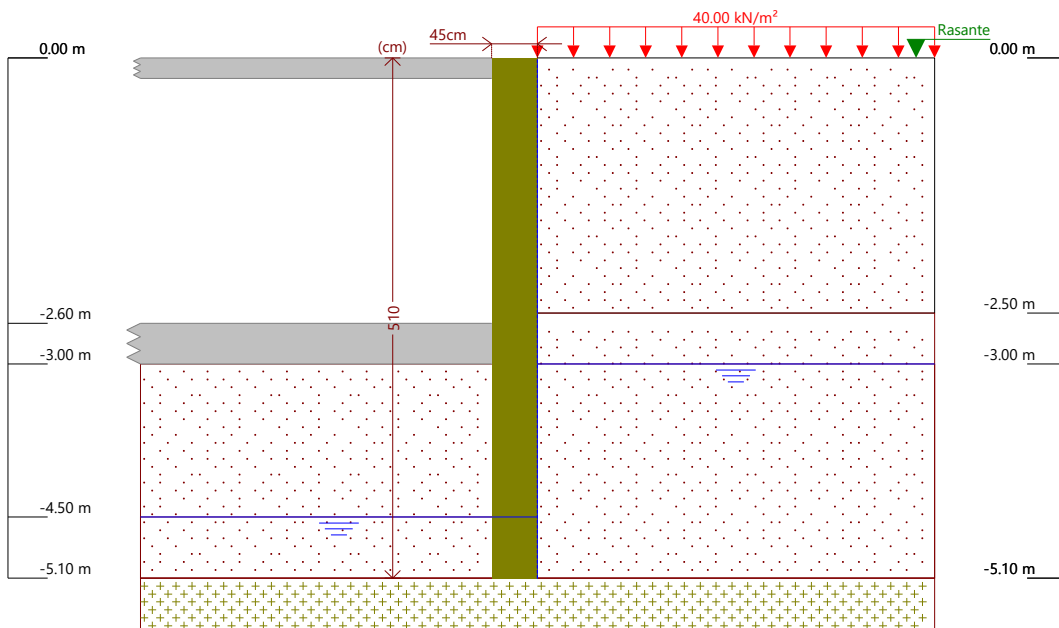 40.00 kN/m²
45cm
Rasante
0.00 m
(cm)
0.00 m
510
-2.60 m
-2.50 m
-3.00 m
-3.00 m
-4.50 m
-5.10 m
-5.10 m